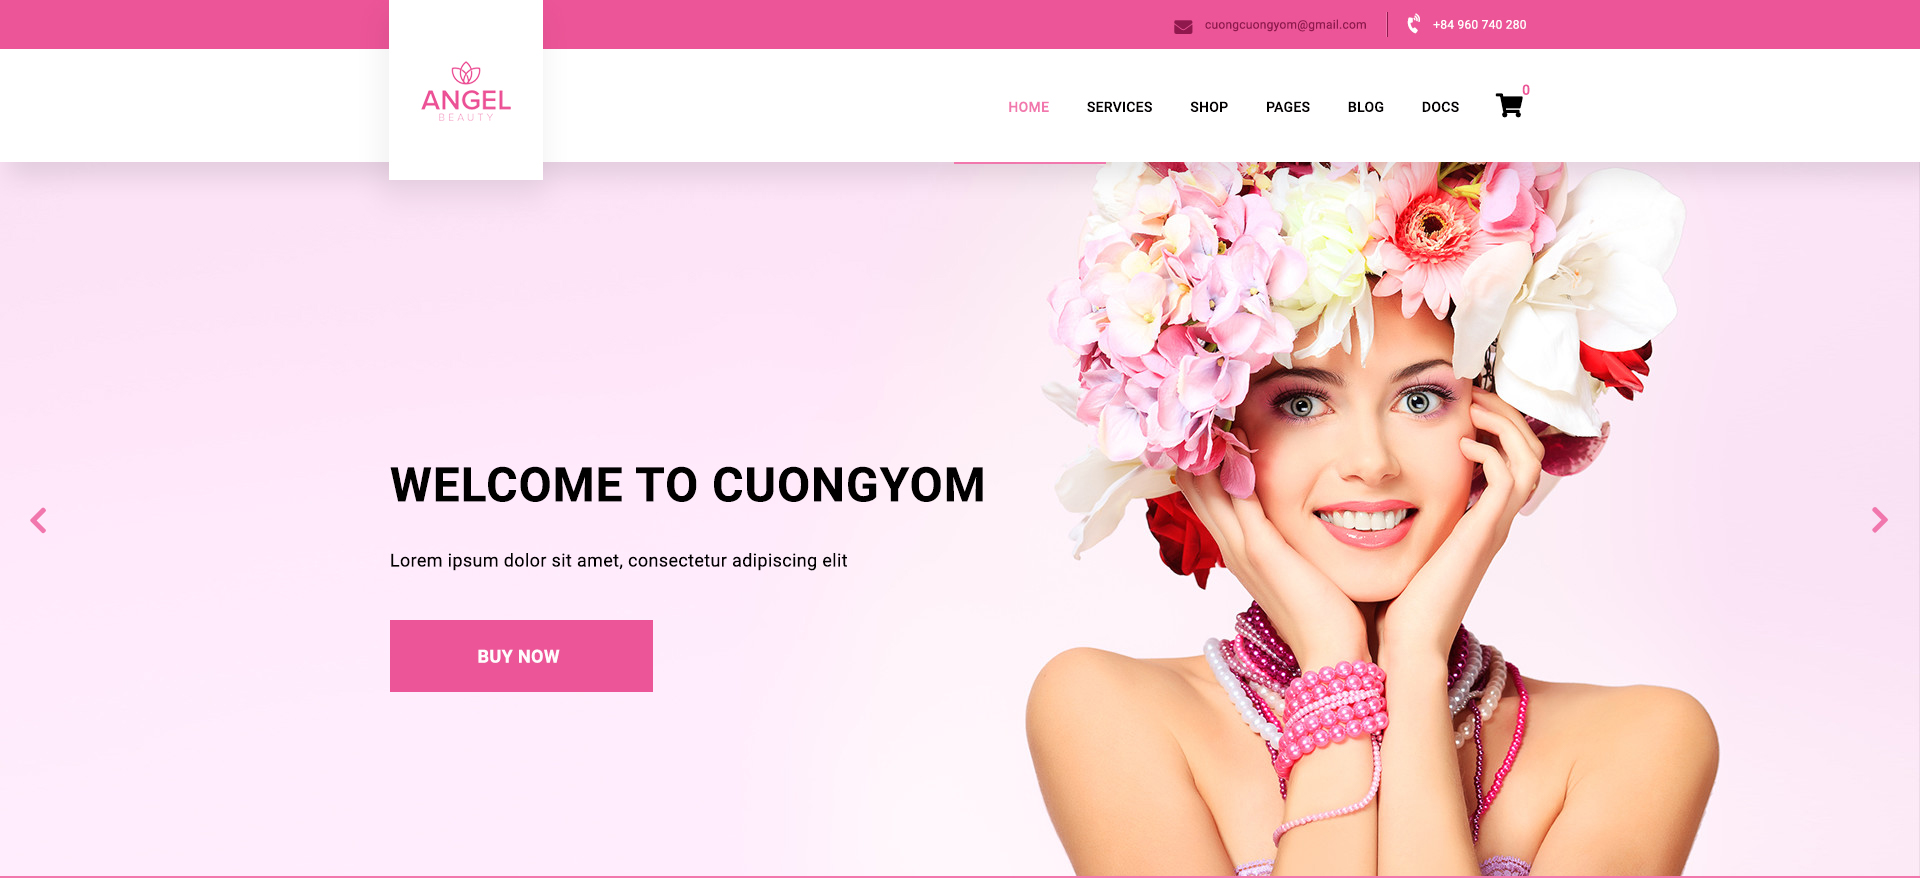 cuongcuongyom@gmail.com
+84 960 740 280
ANGEL
BEAUTY
HOME SERVICES SHOP PAGES BLOG DOCS 0
WELCOME TO CUONGYOM
Lorem ipsum dolor sit amet, consectetur adipiscing elit
BUY NOW